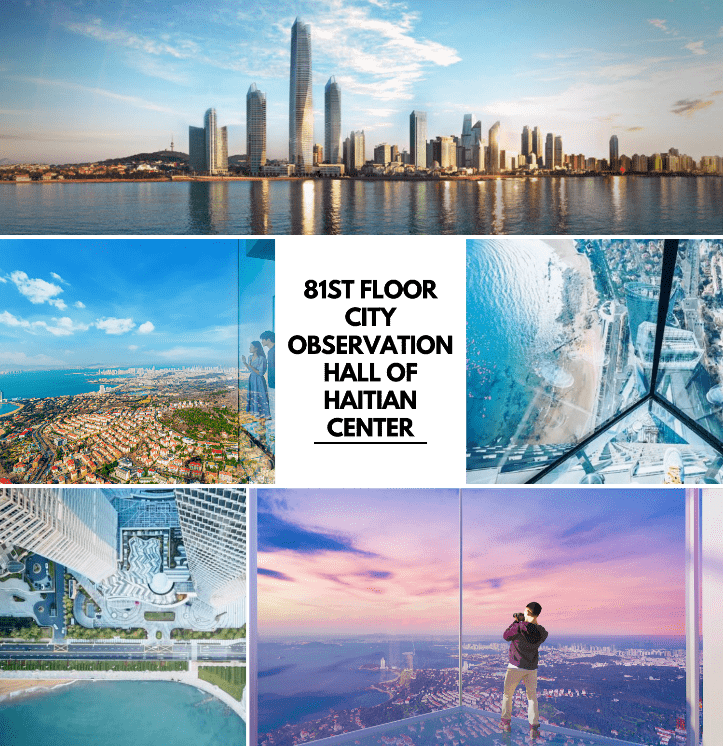 81ST FLOOR
CITY
OBSERVATION
HALL OF
HAITIAN
CENTER